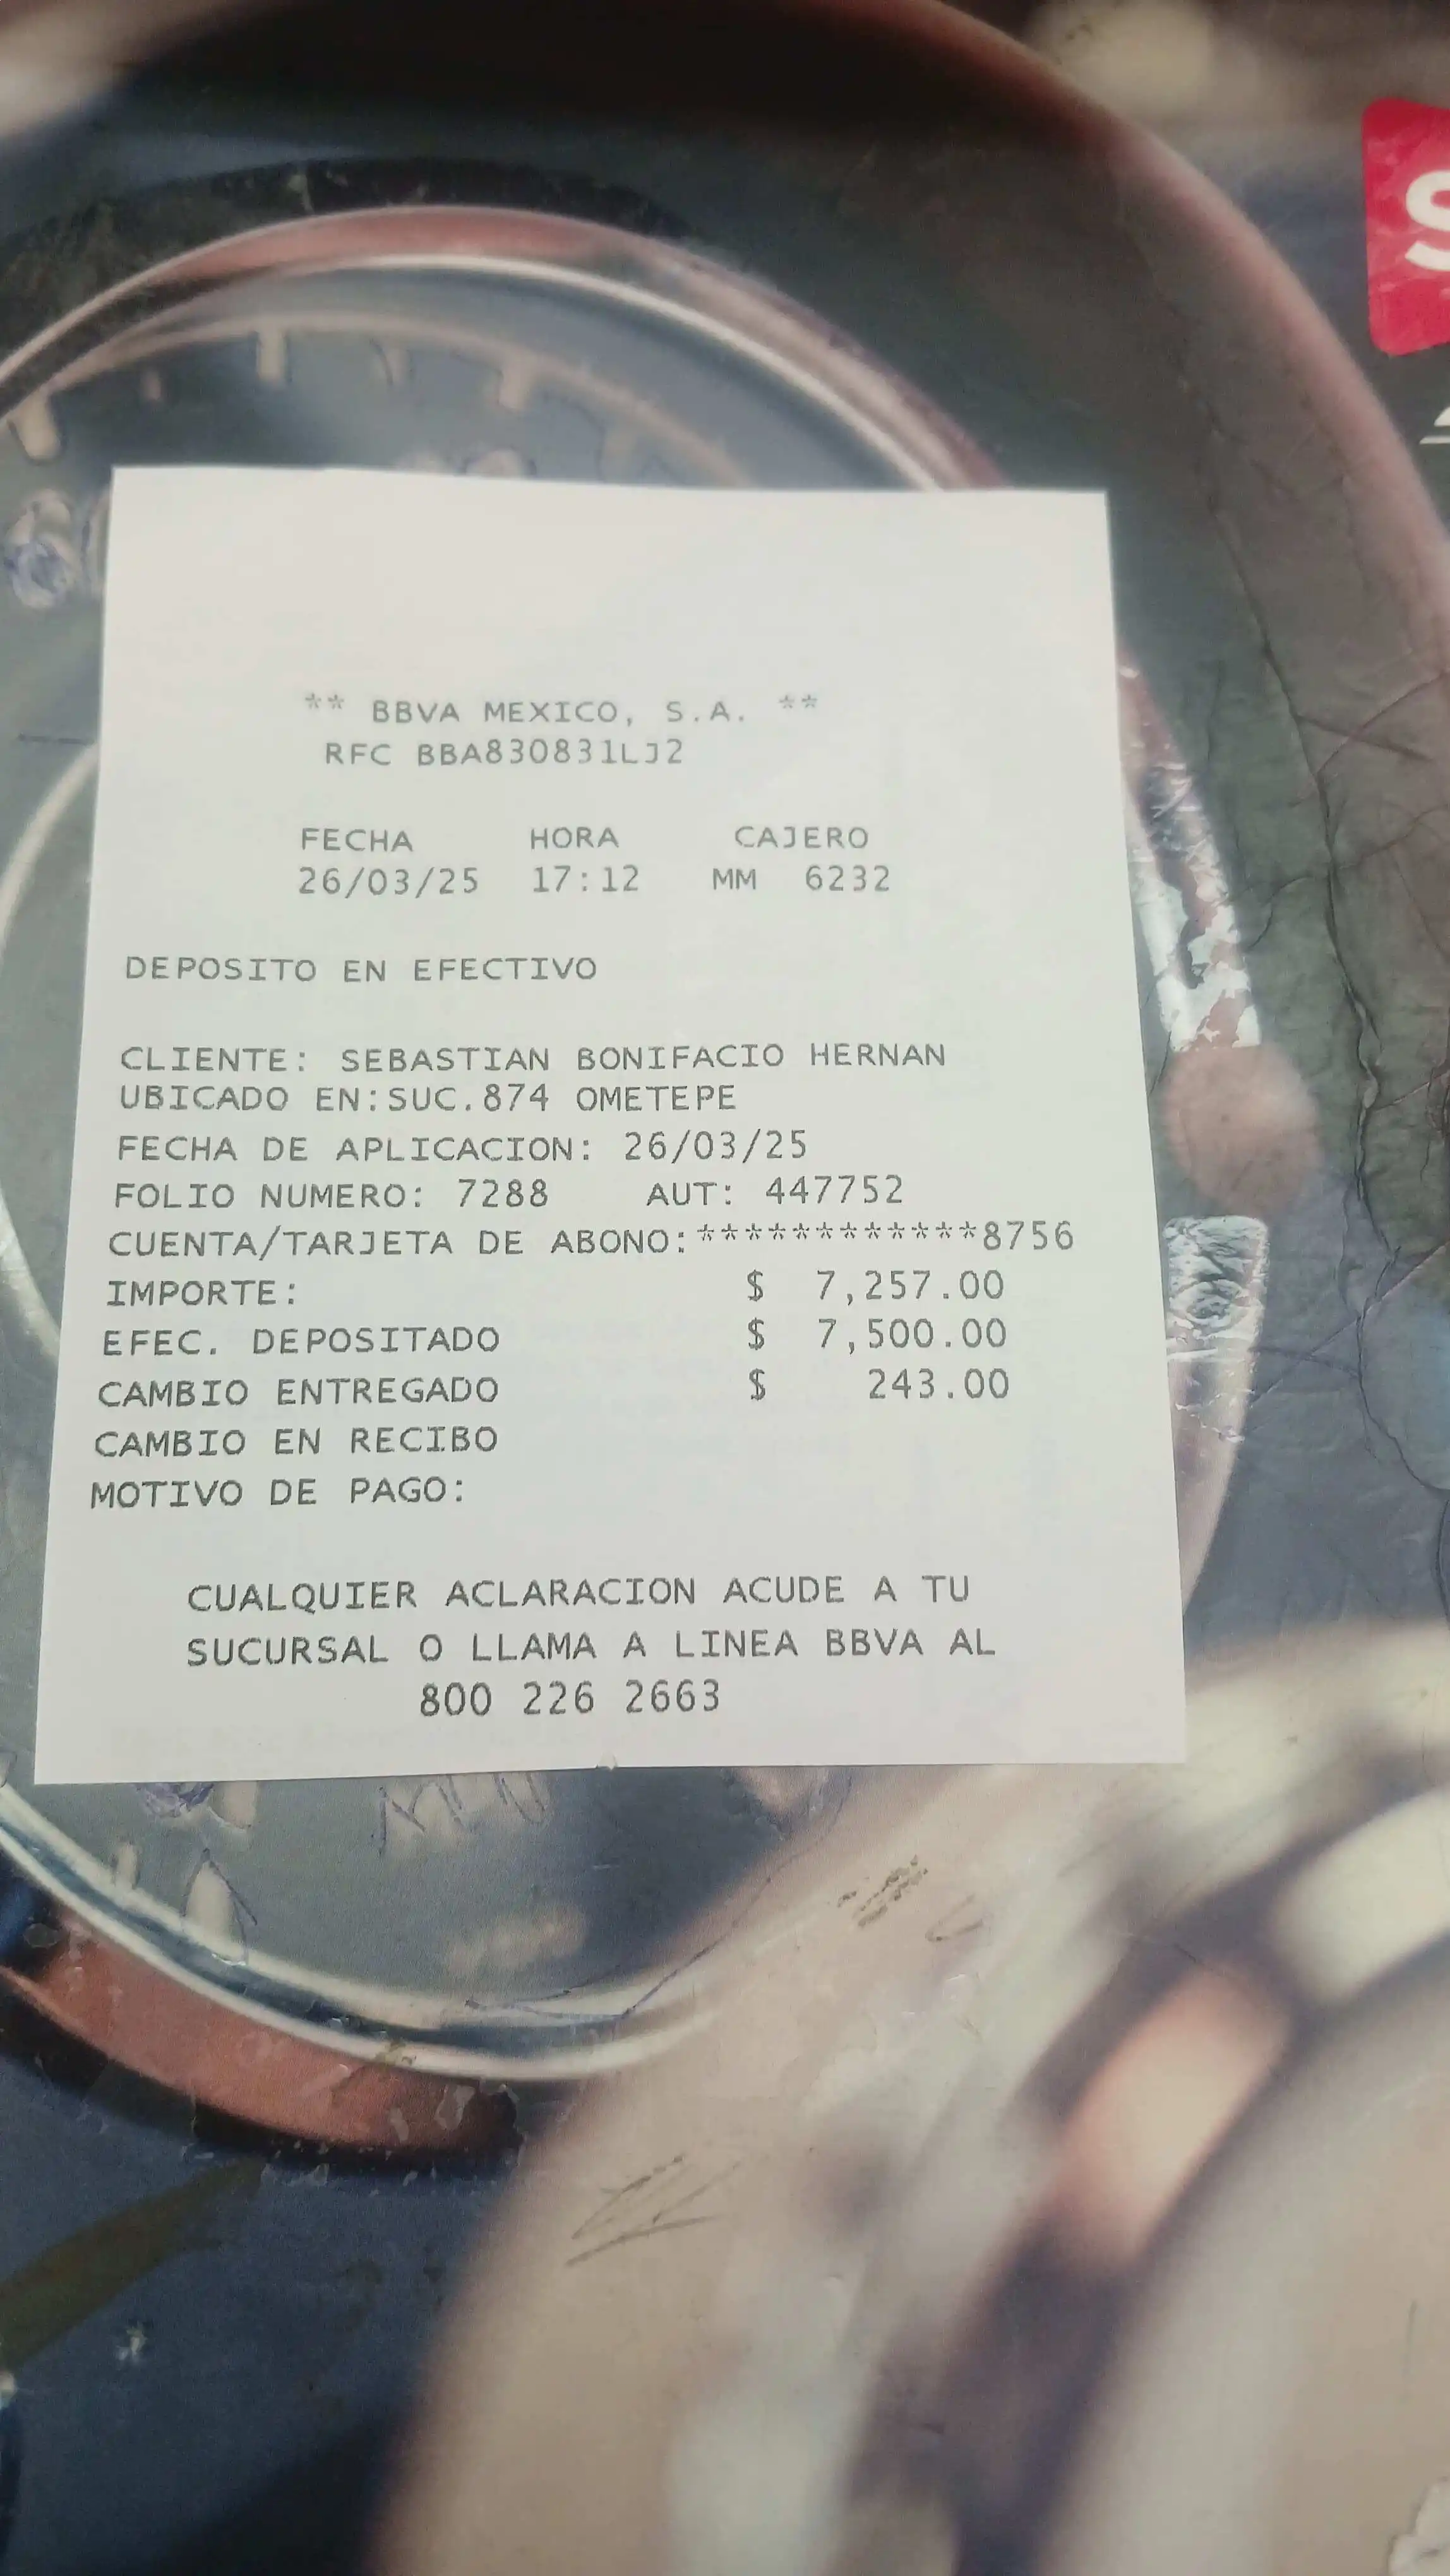 ** BBVA MEXICO, S.A. **
RFC BBA830831LJ2
FECHA HORA CAJERO
26/03/25 17:12 MM 6232
DEPOSITO EN EFECTIVO
CLIENTE: SEBASTIAN BONIFACIO HERNAN
UBICADO EN:SUC.874 OMETEPE
FECHA DE APLICACION: 26/03/25
FOLIO NUMERO: 7288 AUT: 447752
CUENTA/TARJETA DE ABONO:************8756
IMPORTE: $ 7,257.00
EFEC. DEPOSITADO $ 7,500.00
CAMBIO ENTREGADO $ 243.00
CAMBIO EN RECIBO
MOTIVO DE PAGO:
CUALQUIER ACLARACION ACUDE A TU
SUCURSAL O LLAMA A LINEA BBVA AL
800 226 2663